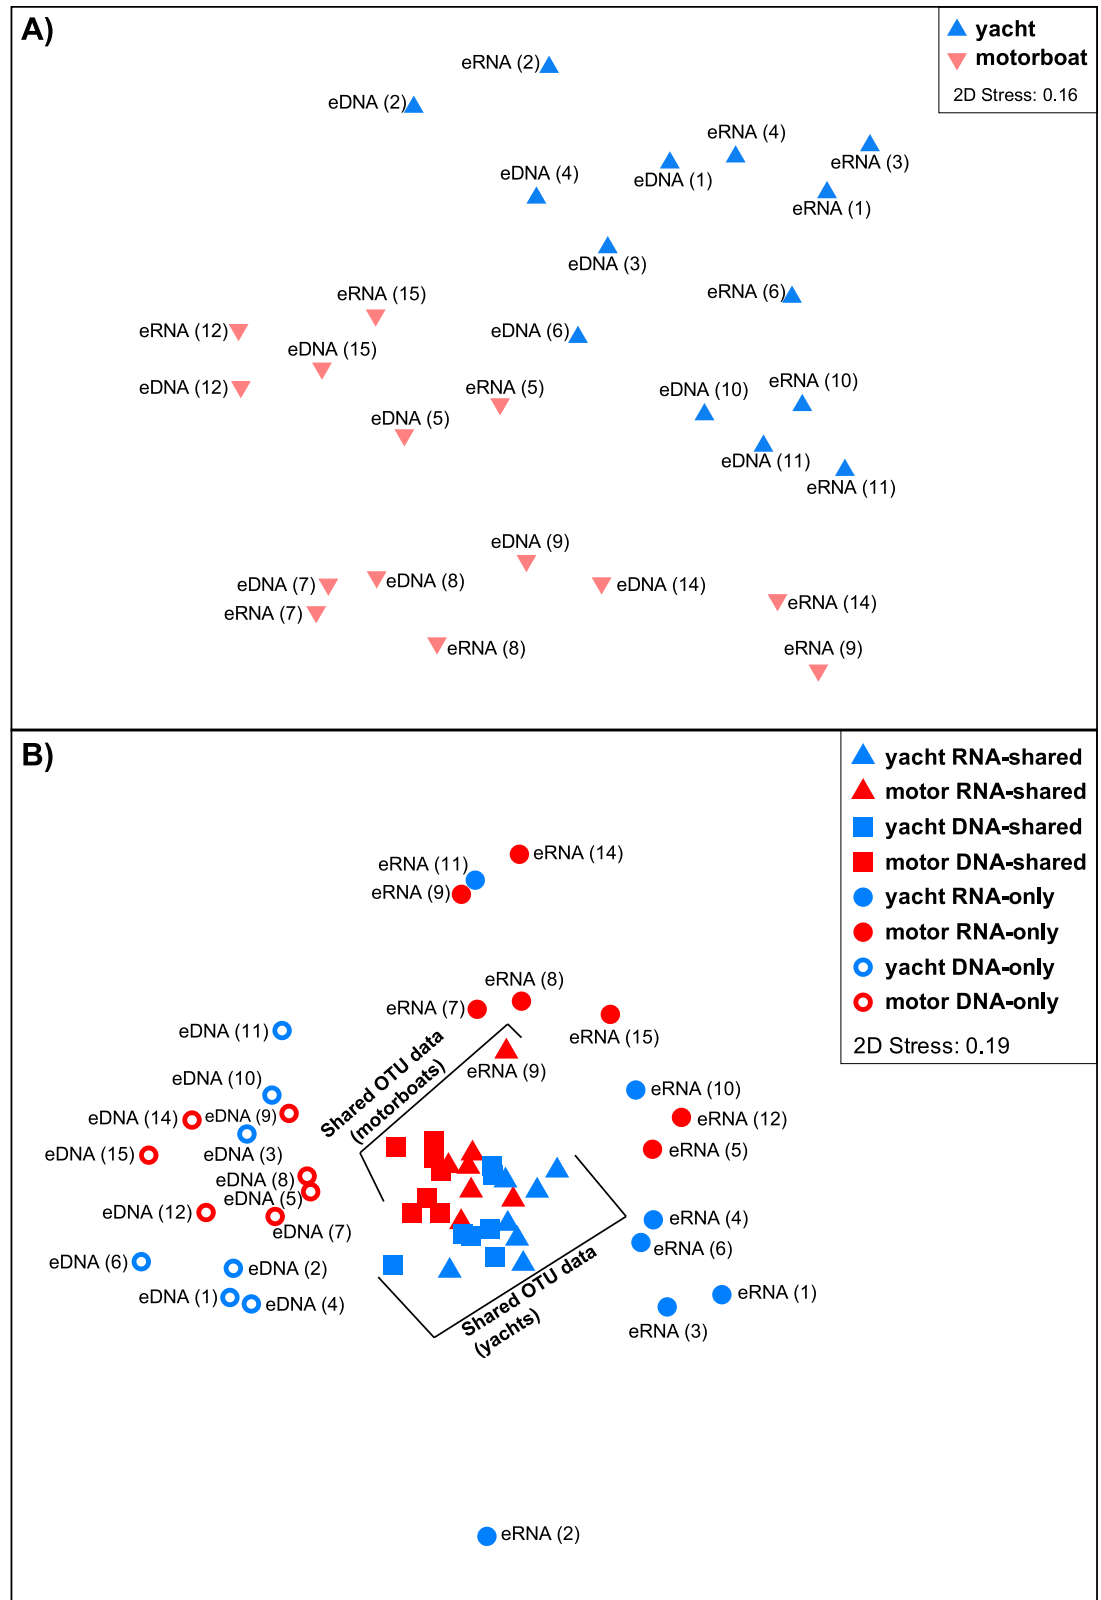 A)
yacht
motorboat
2D Stress: 0.16
eRNA (2)
eDNA (2)
eRNA (4)
eRNA (3)
eDNA (4)
eDNA (1)
eRNA (1)
eDNA (3)
eRNA (15)
eRNA (6)
eRNA (12)
eDNA (6)
eDNA (15)
eDNA (12)
eRNA (5)
eDNA (10)
eRNA (10)
eDNA (5)
eDNA (11)
eRNA (11)
eDNA (9)
eDNA (7)
eDNA (8)
eDNA (14)
eRNA (14)
eRNA (7)
eRNA (8)
eRNA (9)
B)
yacht RNA-shared
motor RNA-shared
yacht DNA-shared
motor DNA-shared
yacht RNA-only
motor RNA-only
yacht DNA-only
motor DNA-only
2D Stress: 0.19
eRNA (14)
eRNA (11)
eRNA (9)
eRNA (8)
eRNA (7)
eRNA (15)
eDNA (11)
Shared OTU data
(motorboats)
eRNA (9)
eDNA (10)
eRNA (10)
eDNA (14)
eDNA (9)
eRNA (12)
eDNA (15)
eDNA (3)
eRNA (5)
eDNA (8)
eDNA (5)
eDNA (12)
eDNA (7)
eRNA (4)
eRNA (6)
eDNA (6)
eDNA (2)
eDNA (1)
eDNA (4)
eRNA (1)
eRNA (3)
Shared OTU data
(yachts)
eRNA (2)